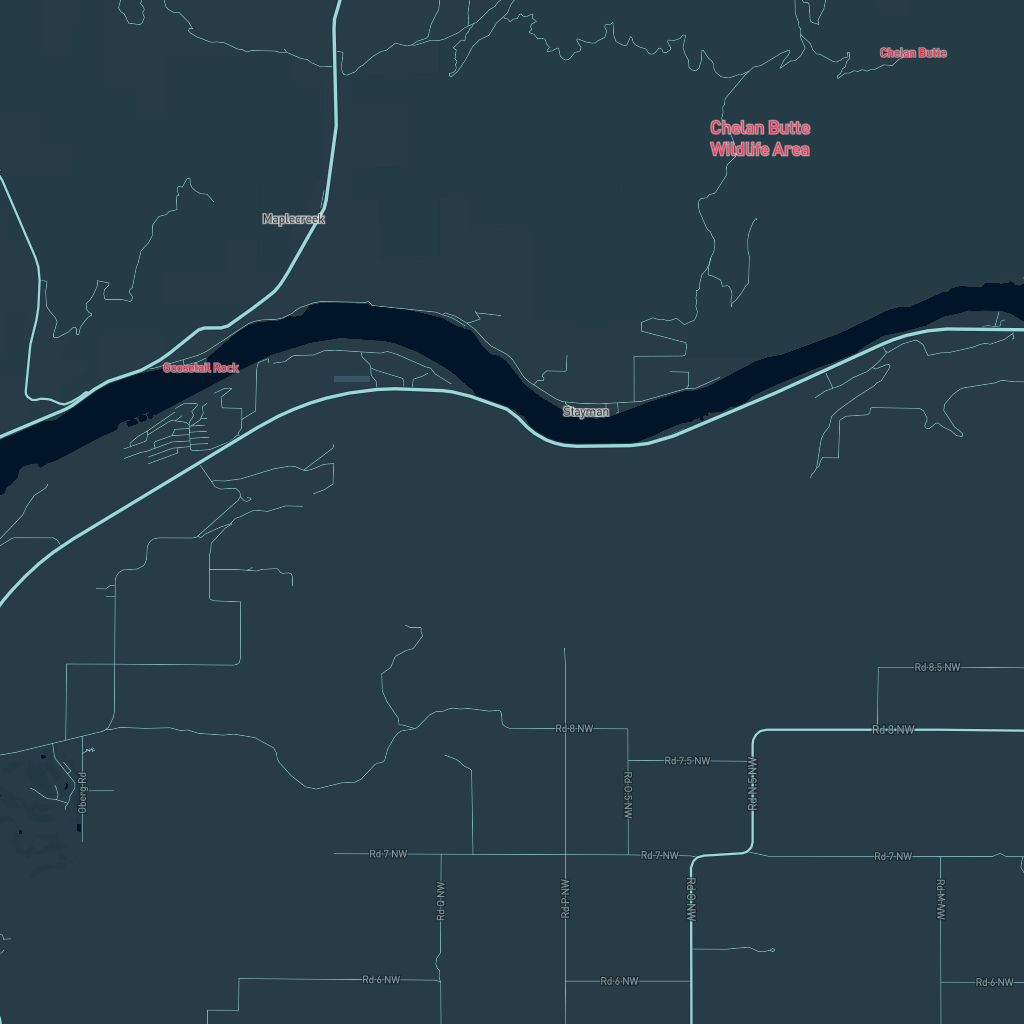 Chelan Butte
Chelan Butte
Wildlife Area
Maplecreek
Goosetail Rock
Stayman
Rd 8.5 NW
Rd 8 NW
Rd 8 NW
Rd 7.5 NW
Rd N.5 NW
Rd O.5 NW
Oberg Rd
Rd 7 NW
Rd 7 NW
Rd 7 NW
Rd Q NW
Rd P NW
Rd O NW
Rd M NW
Rd 6 NW
Rd 6 NW
Rd 6 NW